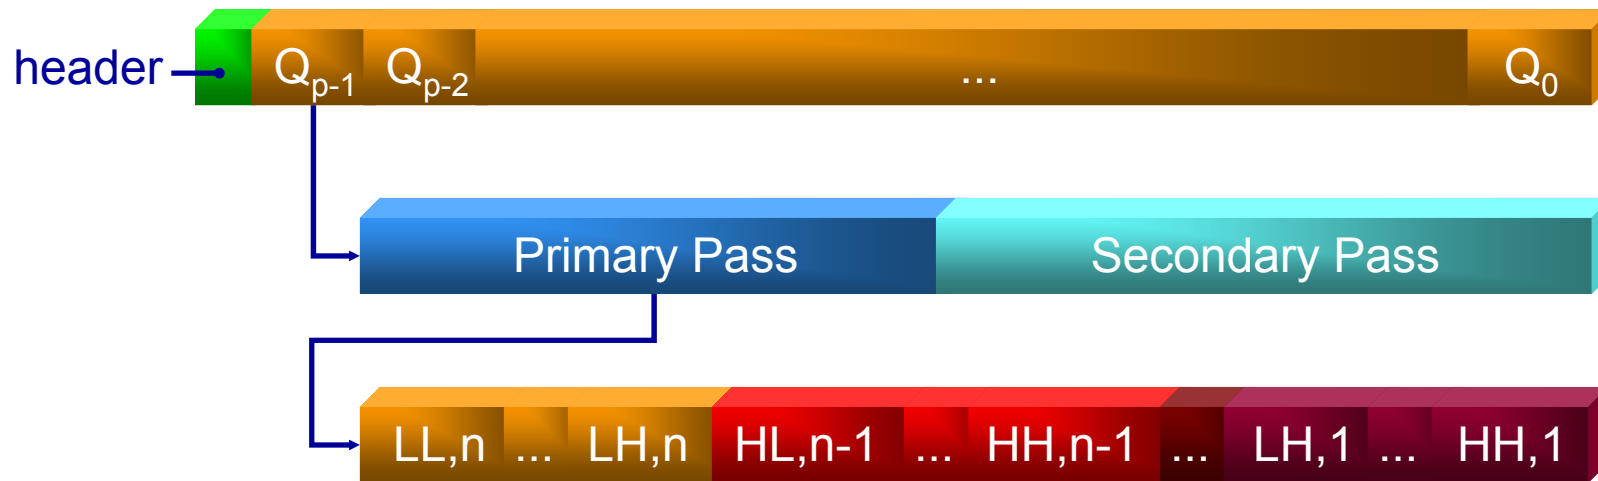 header Qp-1 Qp-2 ... Q0
Primary Pass Secondary Pass
LL,n ... LH,n HL,n-1 ... HH,n-1 ... LH,1 ... HH,1